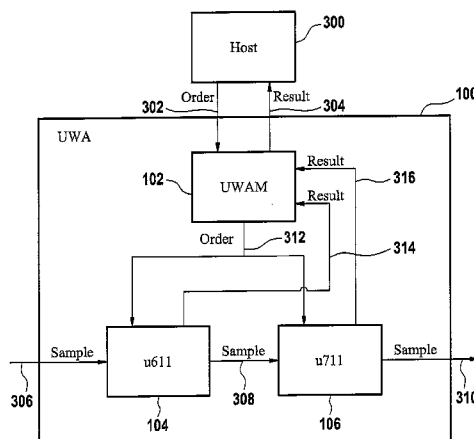 Host
300
Order
Result
302
304
100
UWA
102
UWAM
Result
316
Result
Order
312
314
u611
u711
Sample
Sample
Sample
306
308
310
104
106